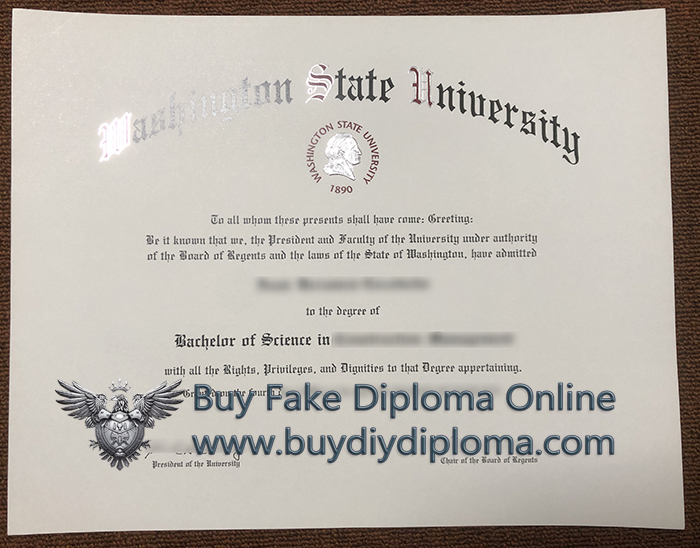 Washington State University
WASHINGTON STATE UNIVERSITY
1890
To all whom these presents shall have come: Greeting:
Be it known that we, the President and Faculty of the University under authority
of the Board of Regents and the laws of the State of Washington, have admitted
to the degree of
Bachelor of Science in
with all the Rights, Privileges, and Dignities to that Degree appertaining.
on the fourth
Buy Fake Diploma Online
www.buydiydiploma.com
President of the University
Chair of the Board of Regents